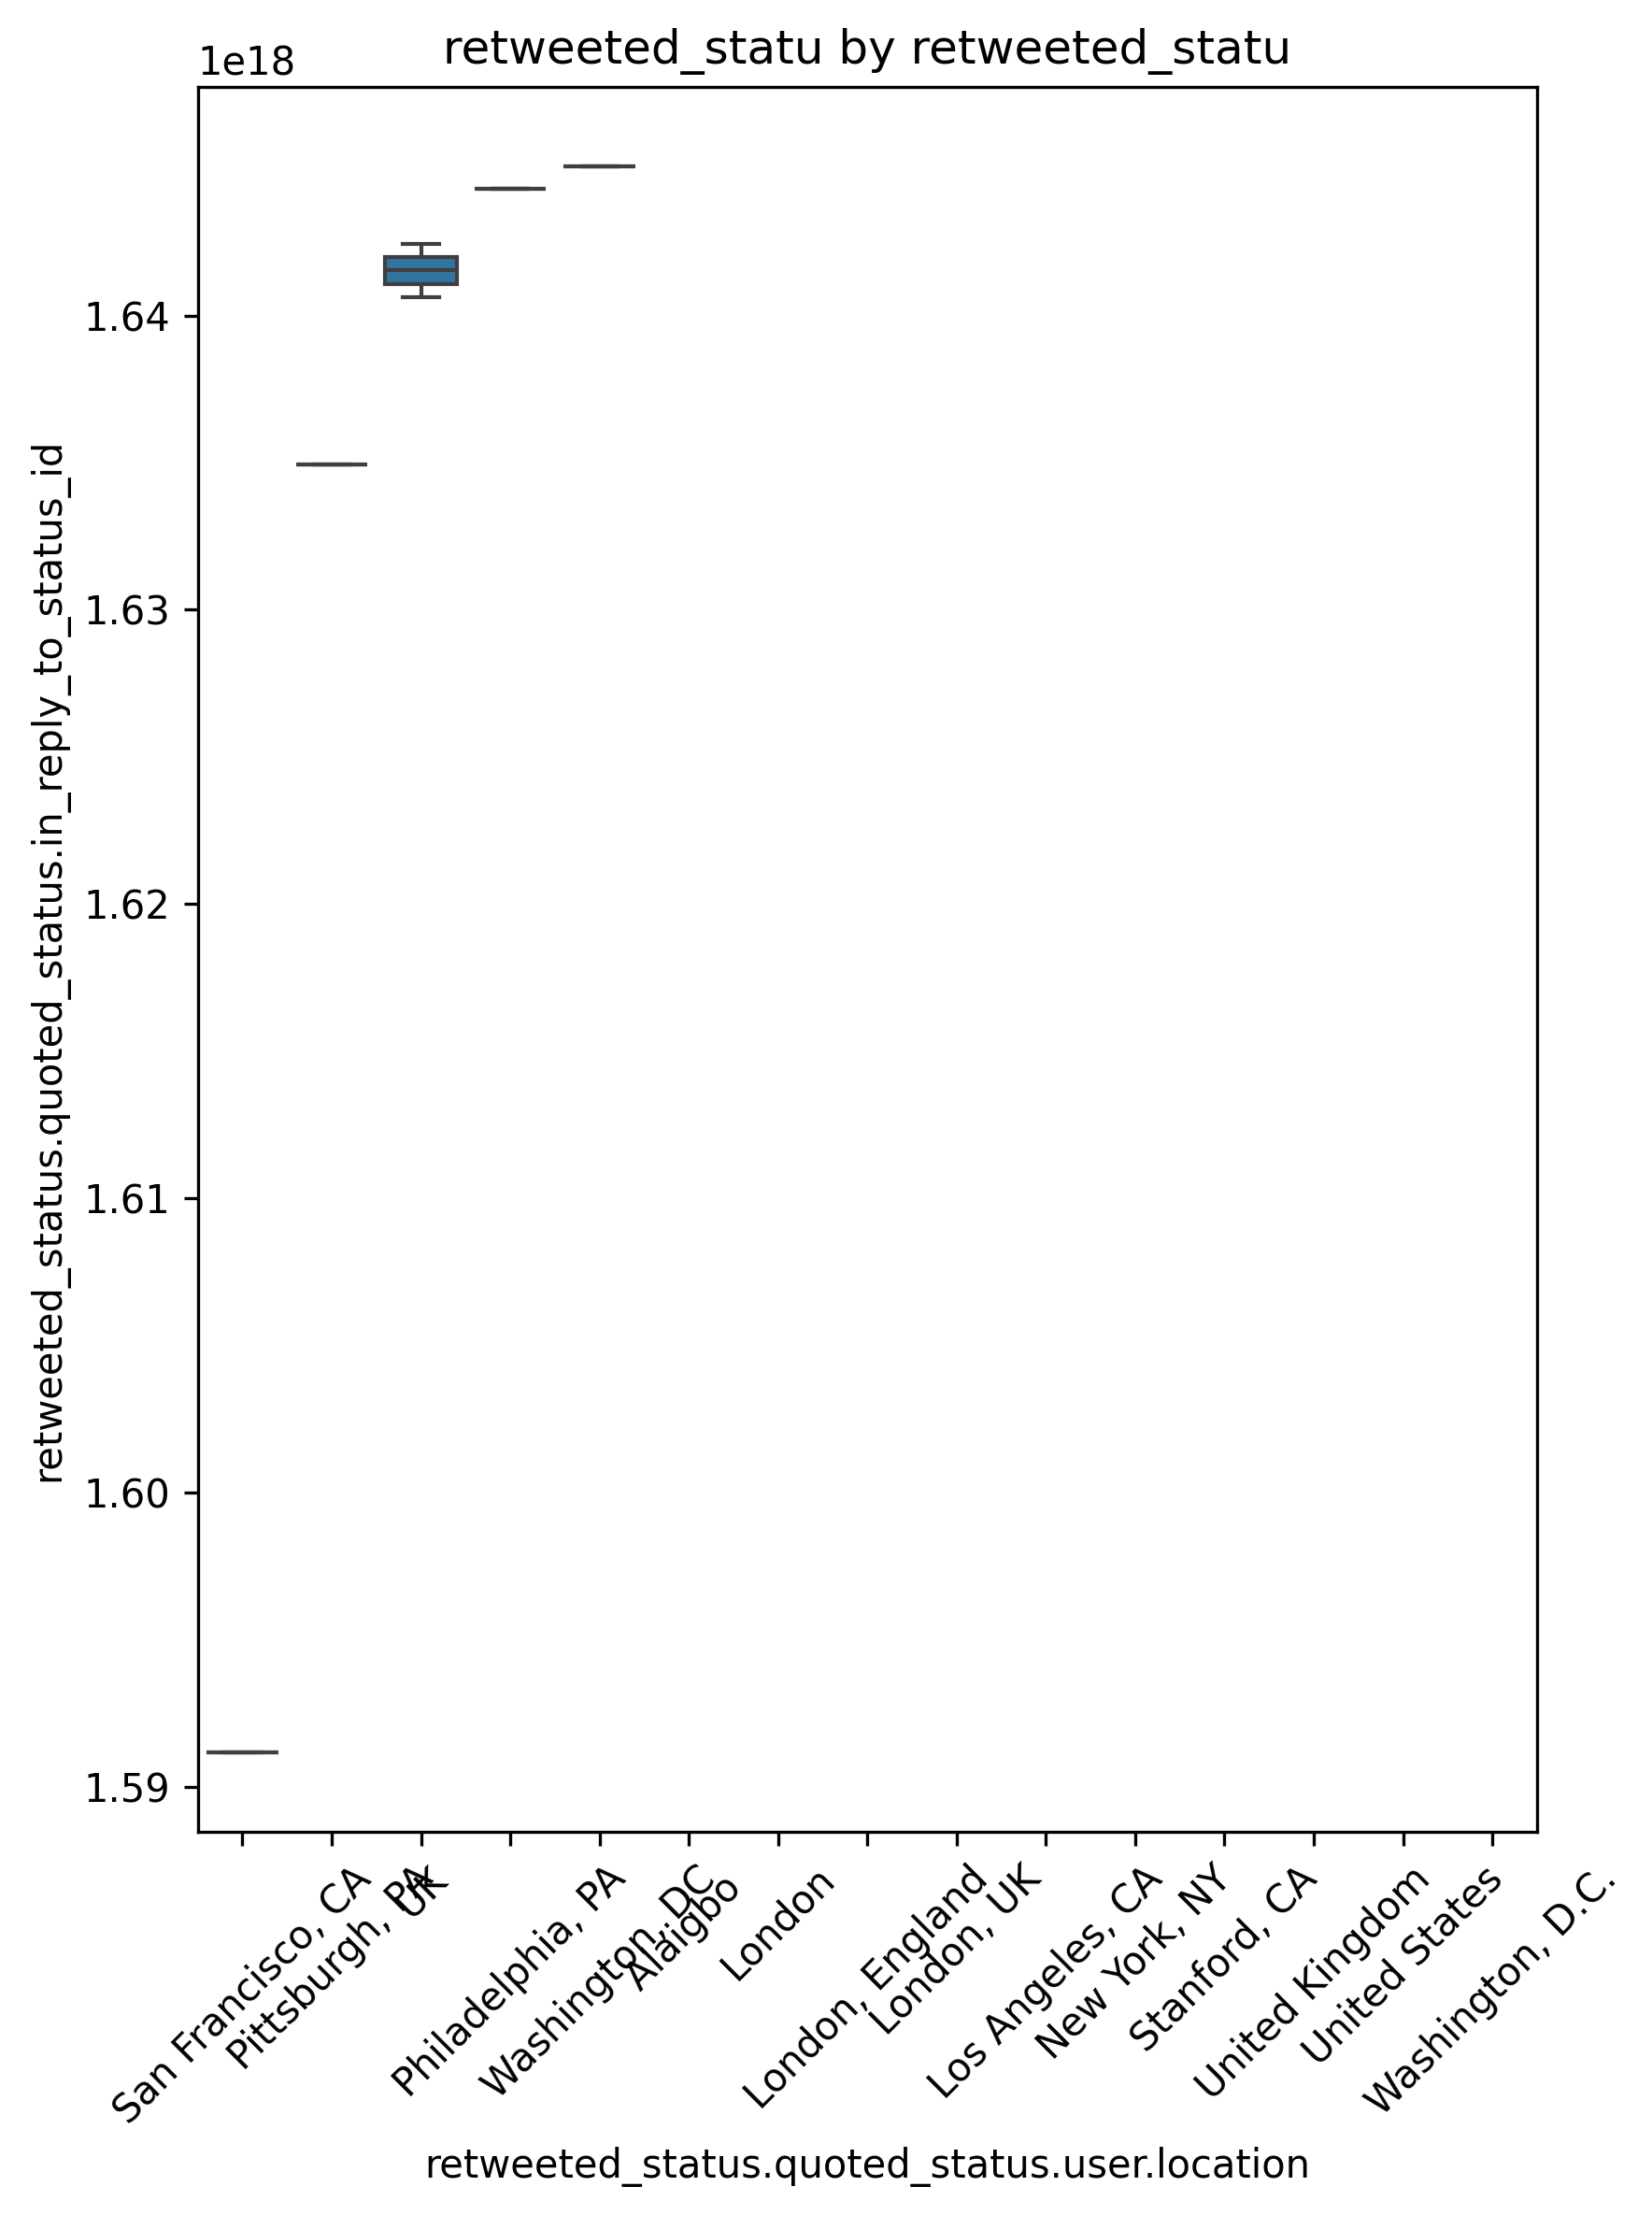 retweeted_statu by retweeted_statu
1e18
1.64
1.63
1.62
1.61
1.60
1.59
retweeted_status.quoted_status.in_reply_to_status_id
San Francisco, CA
Pittsburgh, PA
UK
Philadelphia, PA
Washington, DC
Alaigbo
London
London, England
London, UK
Los Angeles, CA
New York, NY
Stanford, CA
United Kingdom
United States
Washington, D.C.
retweeted_status.quoted_status.user.location